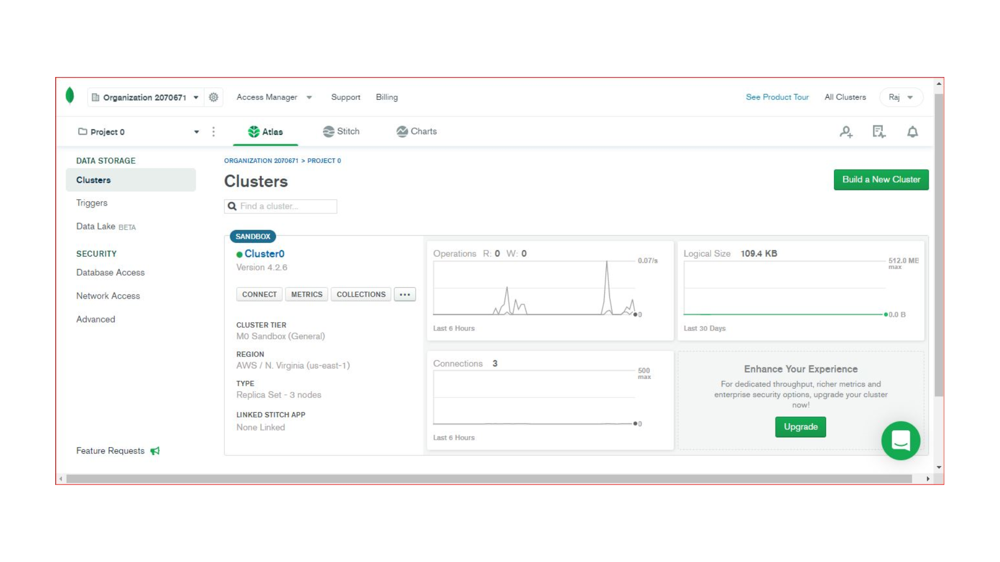 Organization 2070671
Access Manager
Support
Billing
See Product Tour
All Clusters
Raj
Project 0
Atlas
Stitch
Charts
DATA STORAGE
Clusters
Triggers
Data Lake BETA
SECURITY
Database Access
Network Access
Advanced
Feature Requests
ORGANIZATION 2070671 > PROJECT 0
Clusters
Build a New Cluster
Find a cluster...
SANDBOX
Cluster0
Version 4.2.6
CONNECT
METRICS
COLLECTIONS
...
CLUSTER TIER
M0 Sandbox (General)
REGION
AWS / N. Virginia (us-east-1)
TYPE
Replica Set - 3 nodes
LINKED STITCH APP
None Linked
Operations R: 0 W: 0
0.07/s
0
Last 6 Hours
Logical Size 109.4 KB
512.0 MB
max
0.0 B
Last 30 Days
Connections 3
500
max
0
Last 6 Hours
Enhance Your Experience
For dedicated throughput, richer metrics and
enterprise security options, upgrade your cluster
now!
Upgrade